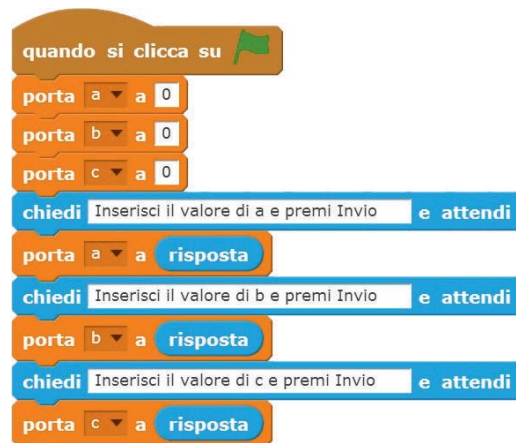 quando si clicca su
porta a a 0
porta b a 0
porta c a 0
chiedi Inserisci il valore di a e premi Invio e attendi
porta a a risposta
chiedi Inserisci il valore di b e premi Invio e attendi
porta b a risposta
chiedi Inserisci il valore di c e premi Invio e attendi
porta c a risposta